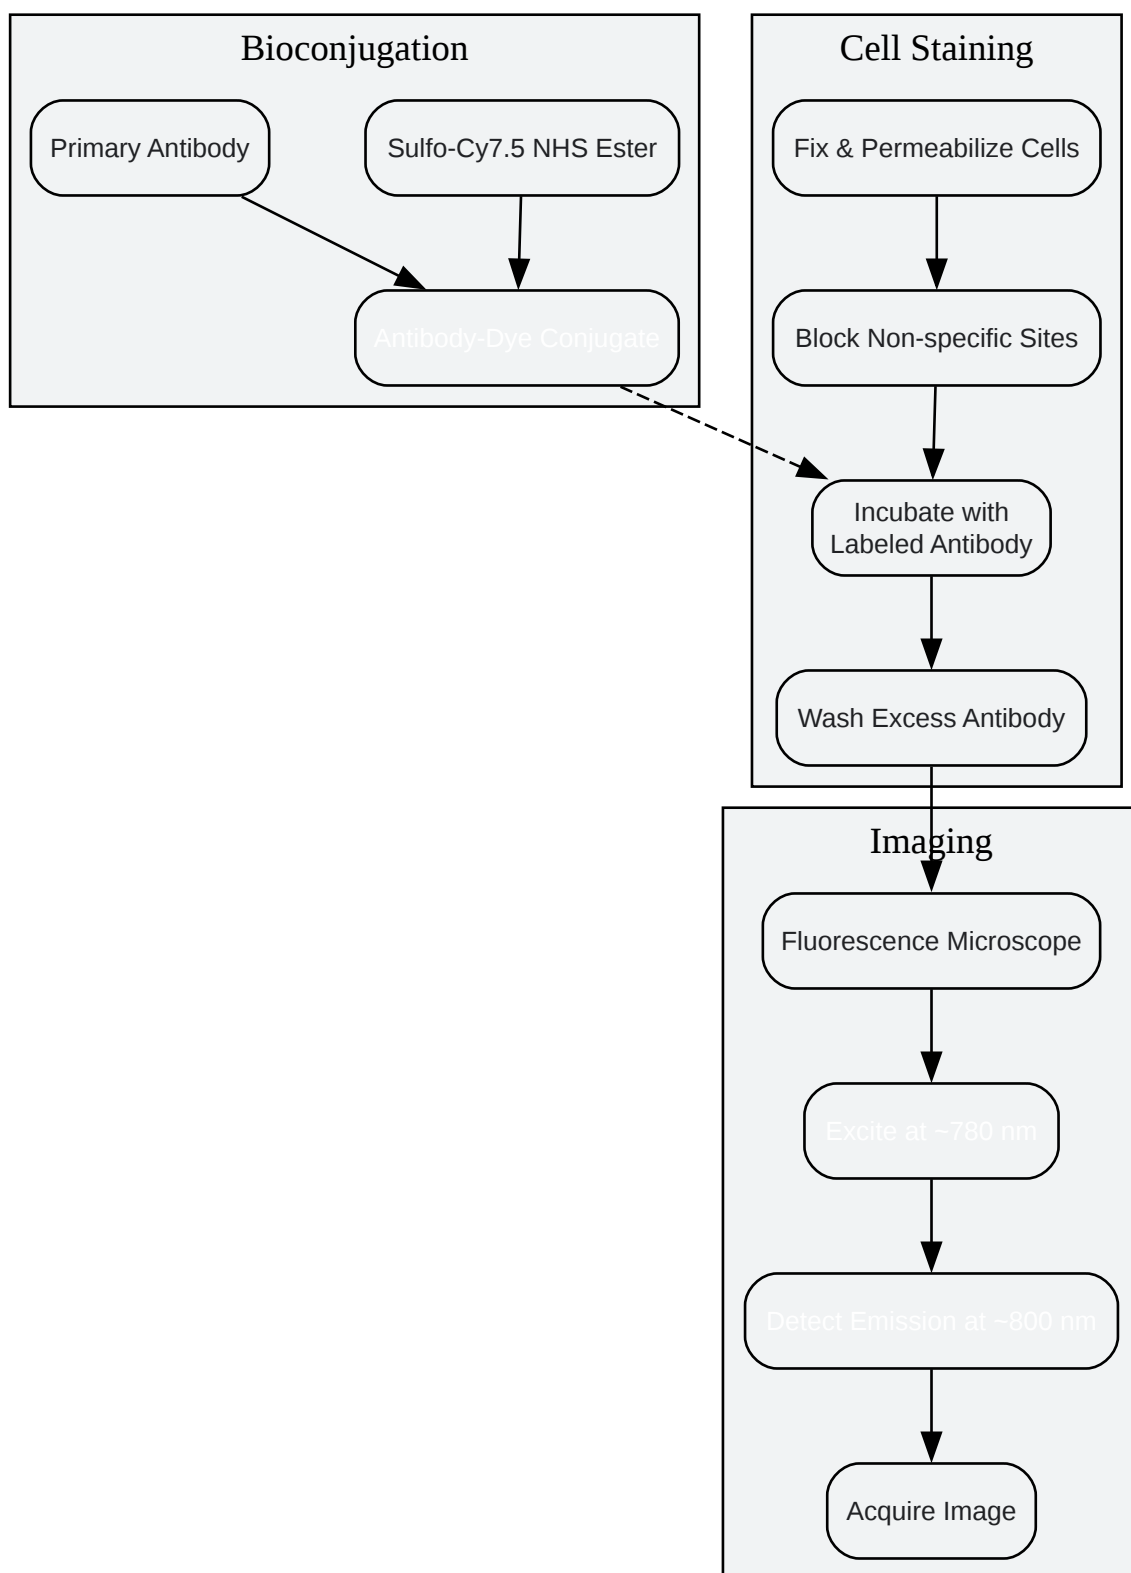 Bioconjugation
Primary Antibody
Sulfo-Cy7.5 NHS Ester
Antibody-Dye Conjugate
Cell Staining
Fix & Permeabilize Cells
Block Non-specific Sites
Incubate with
Labeled Antibody
Wash Excess Antibody
Imaging
Fluorescence Microscope
Excite at ~780 nm
Detect Emission at ~800 nm
Acquire Image